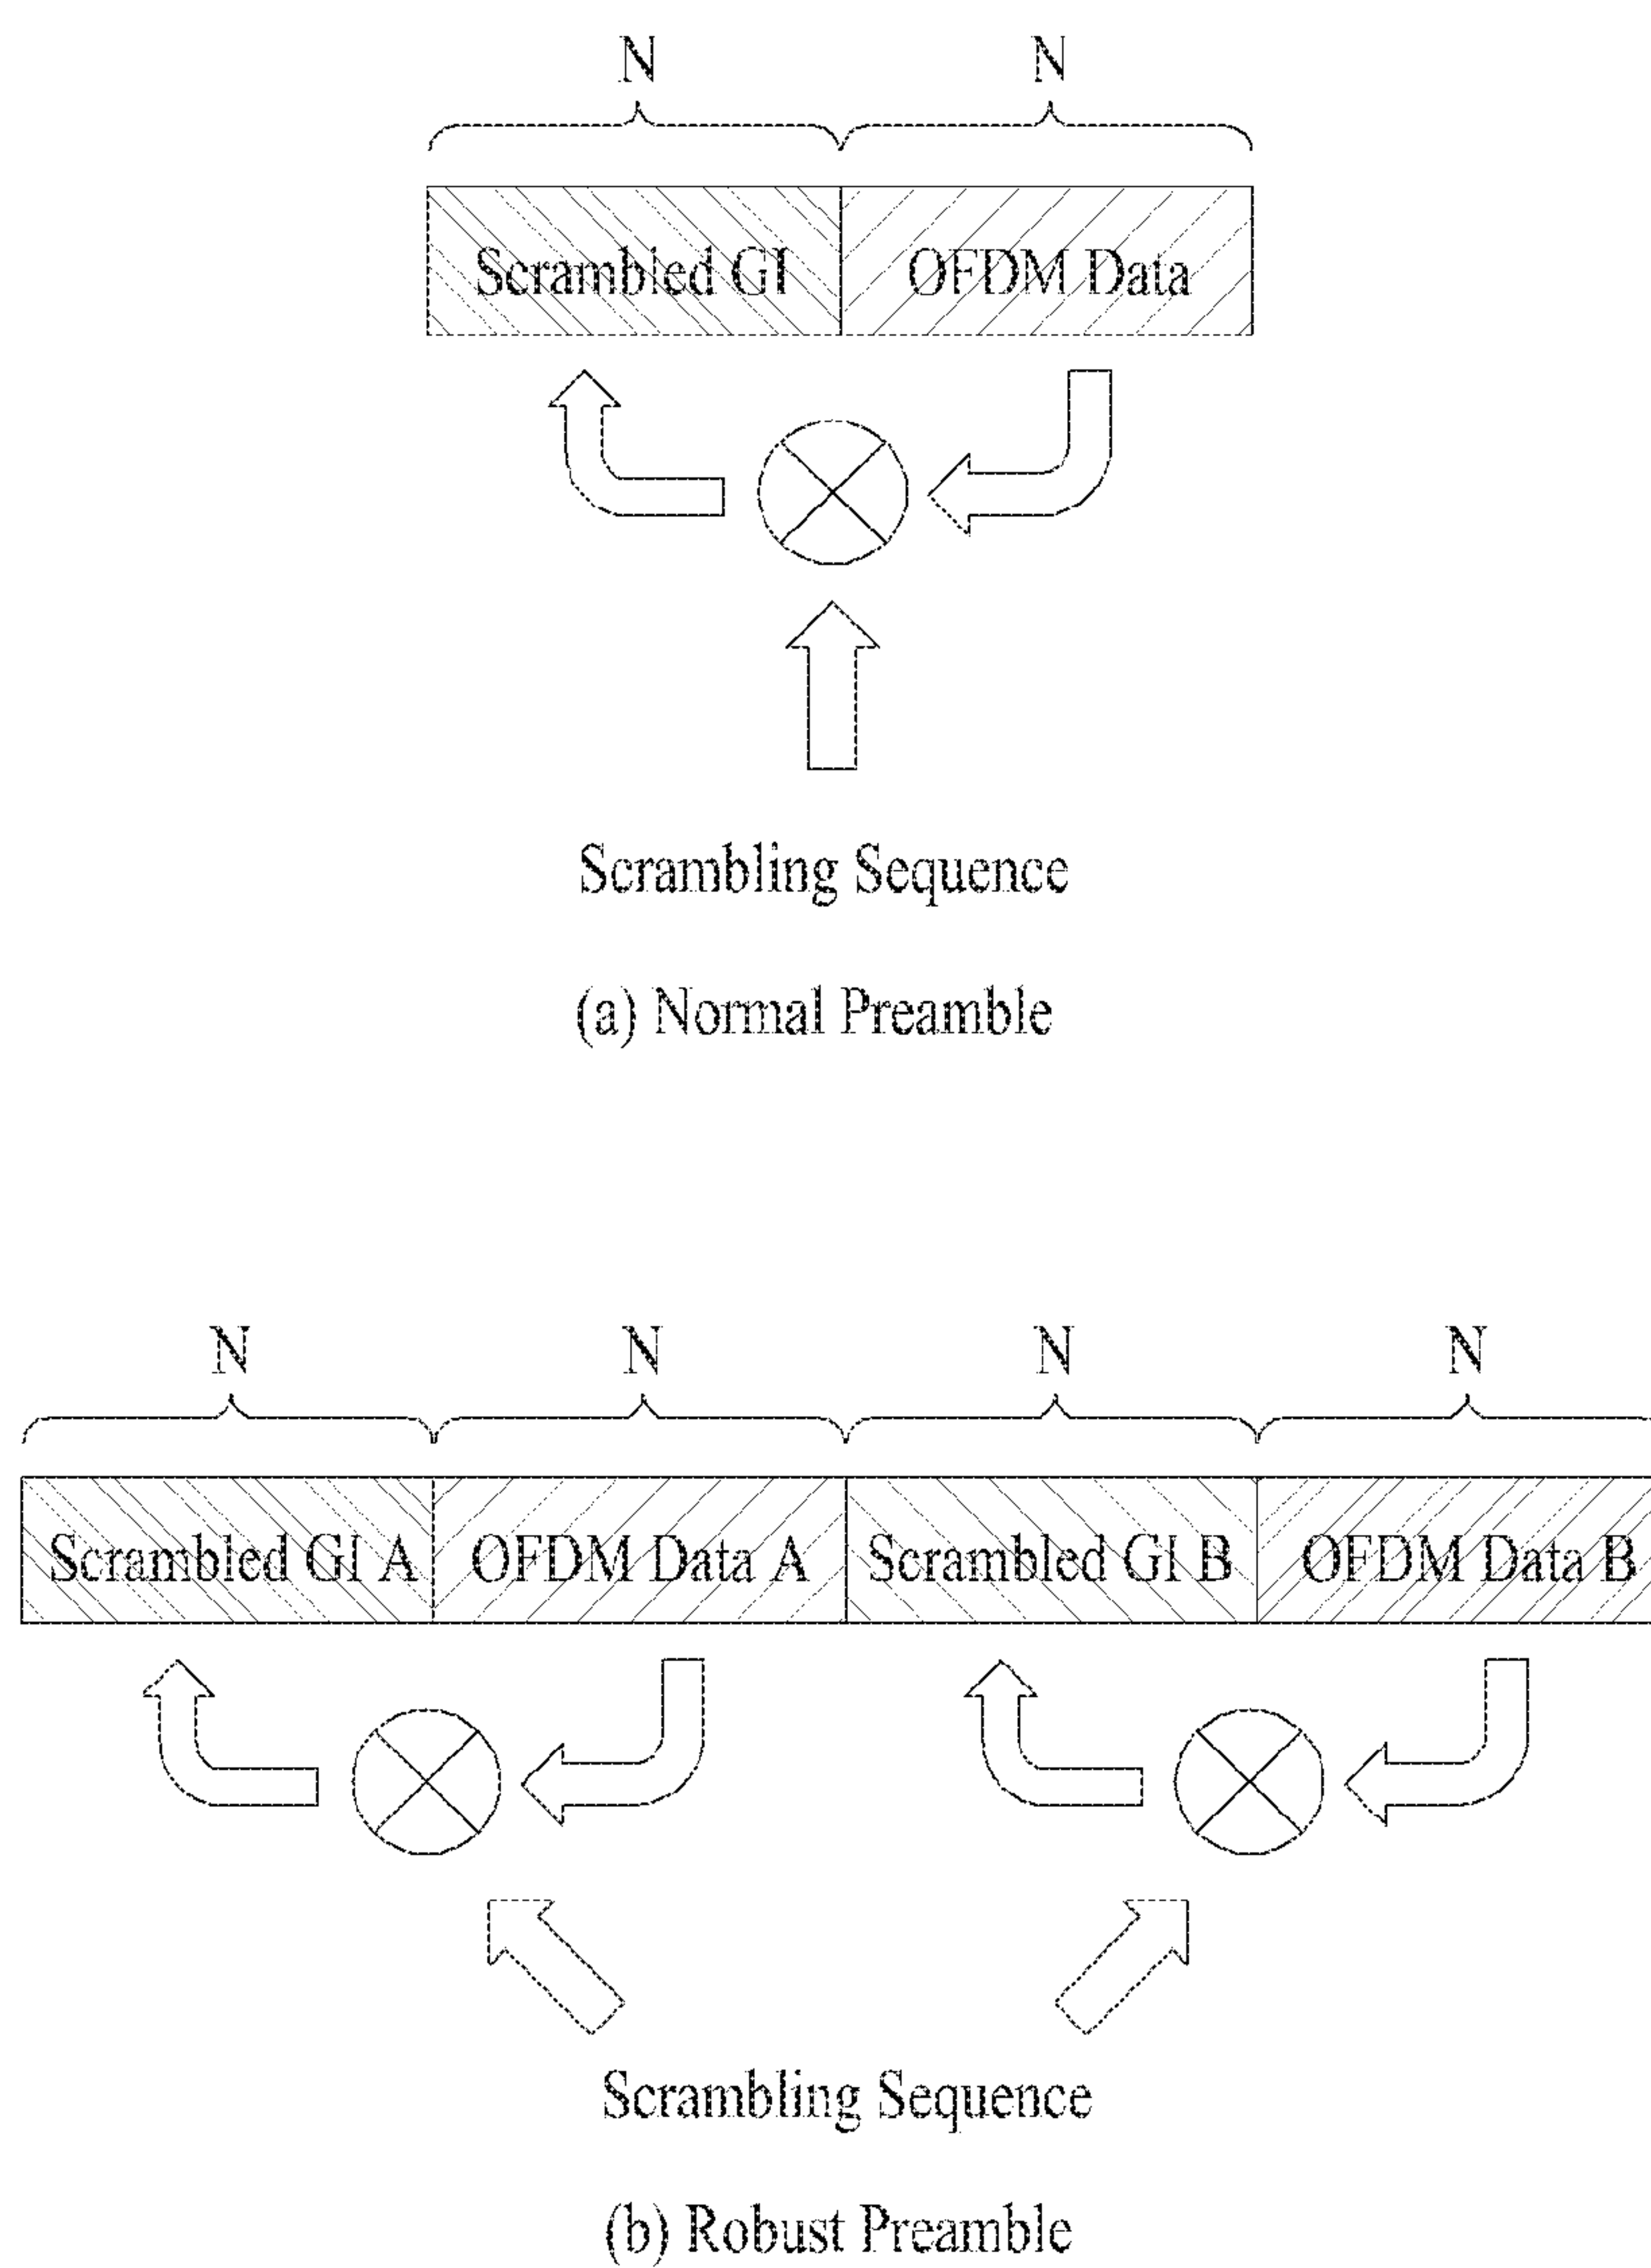 N N
Scrambled GI OFDM Data
Scrambling Sequence
(a) Normal Preamble
N N N N
Scrambled GI A OFDM Data A Scrambled GI B OFDM Data B
Scrambling Sequence
(b) Robust Preamble